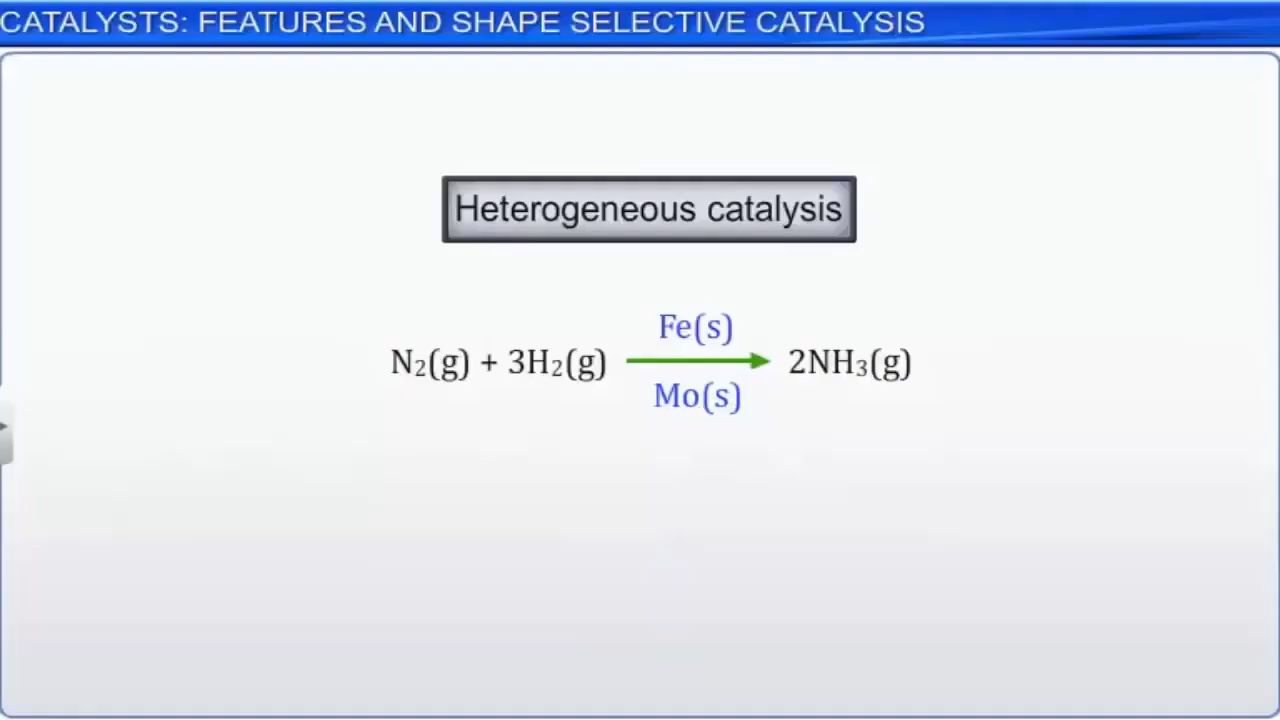 CATALYSTS: FEATURES AND SHAPE SELECTIVE CATALYSIS
Heterogeneous catalysis
Fe(s)
N₂(g) + 3H₂(g) → 2NH₃(g)
Mo(s)